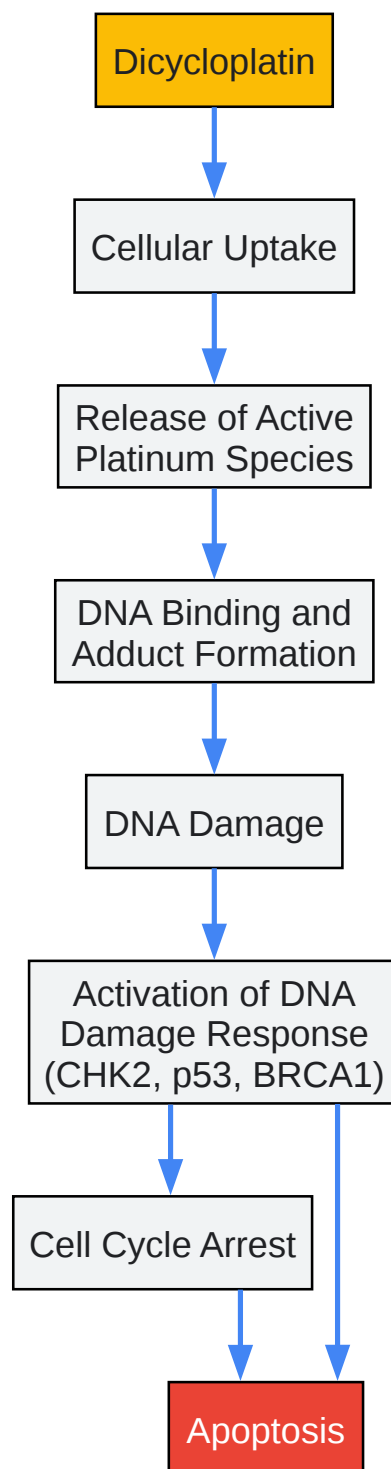 Dicycloplatin
Cellular Uptake
Release of Active
Platinum Species
DNA Binding and
Adduct Formation
DNA Damage
Activation of DNA
Damage Response
(CHK2, p53, BRCA1)
Cell Cycle Arrest
Apoptosis